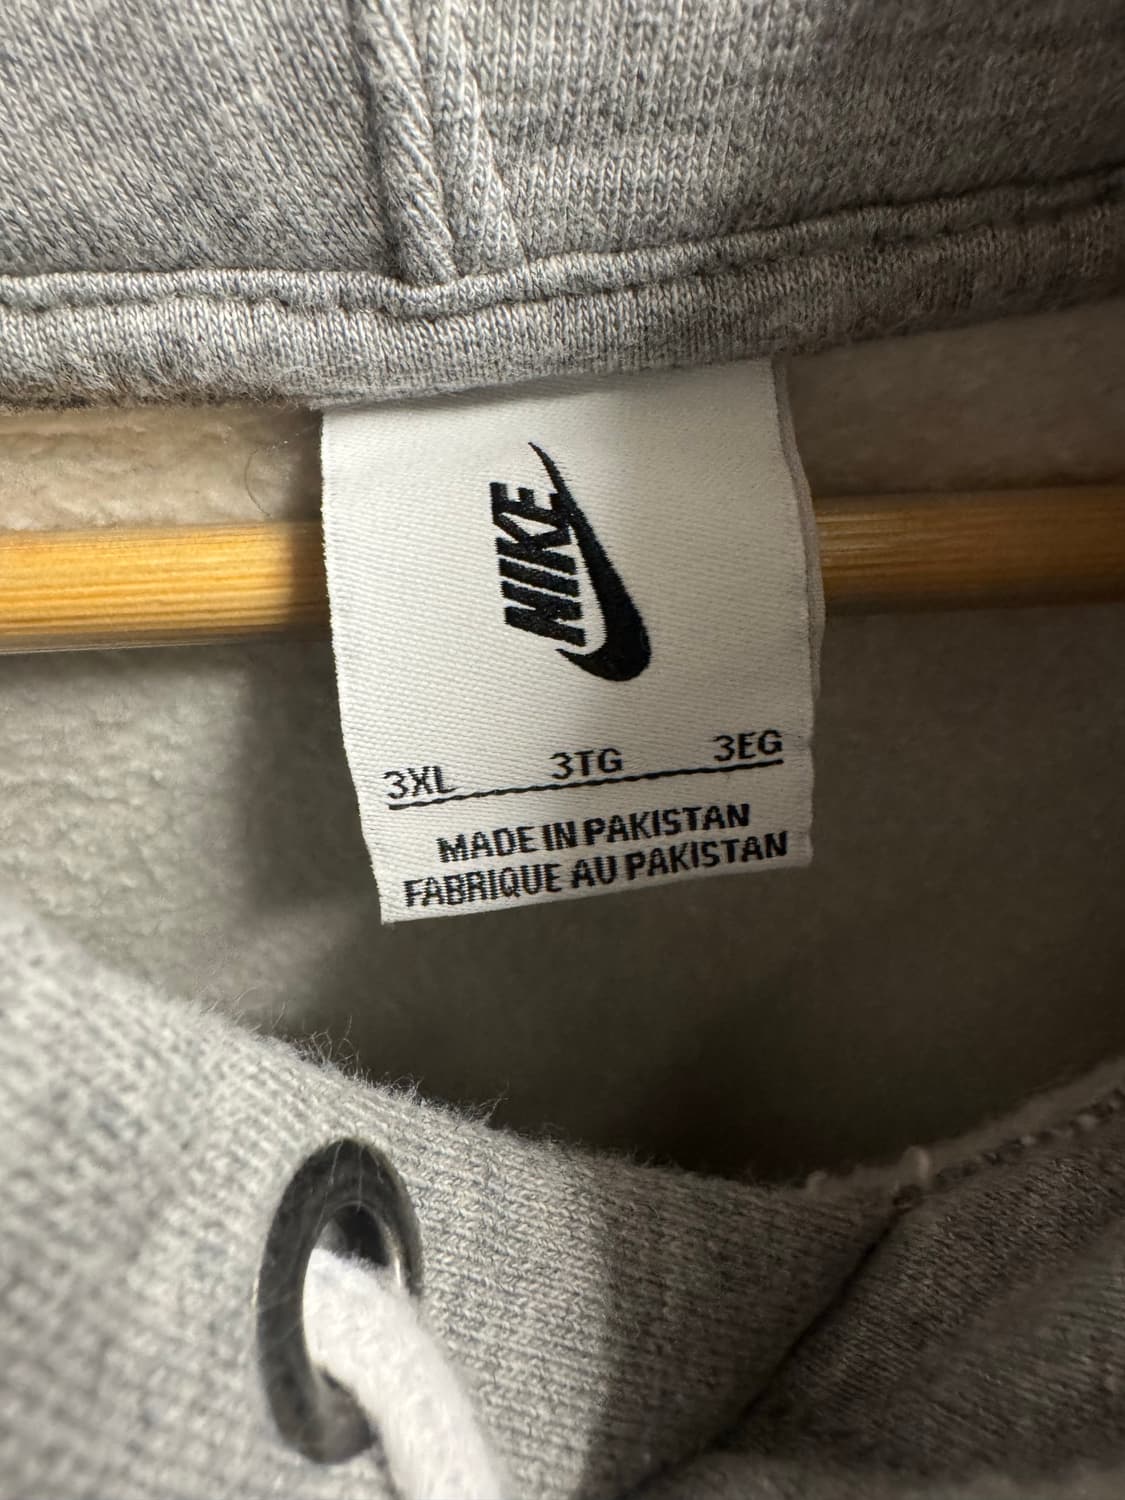 NIKE
3XL 3TG 3EG
MADE IN PAKISTAN
FABRIQUE AU PAKISTAN